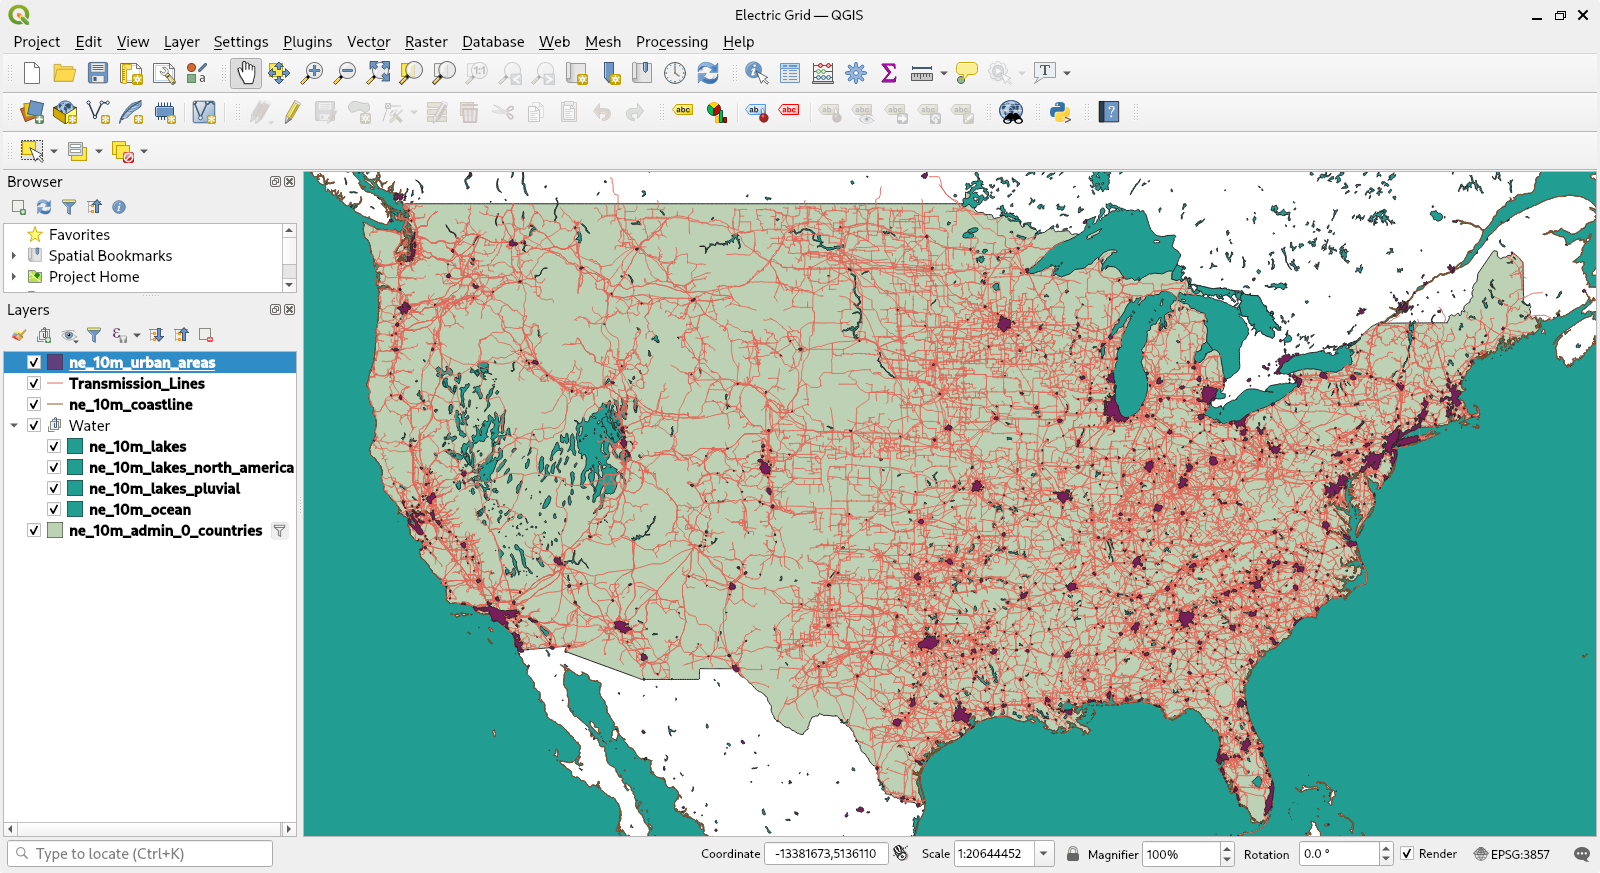 Electric Grid — QGIS
Project Edit View Layer Settings Plugins Vector Raster Database Web Mesh Processing Help
Browser
Favorites
Spatial Bookmarks
Project Home
Layers
ne_10m_urban_areas
Transmission_Lines
ne_10m_coastline
Water
ne_10m_lakes
ne_10m_lakes_north_america
ne_10m_lakes_pluvial
ne_10m_ocean
ne_10m_admin_0_countries
Type to locate (Ctrl+K)
Coordinate -13381673,5136110 Scale 1:20644452 Magnifier 100% Rotation 0.0 ° Render EPSG:3857